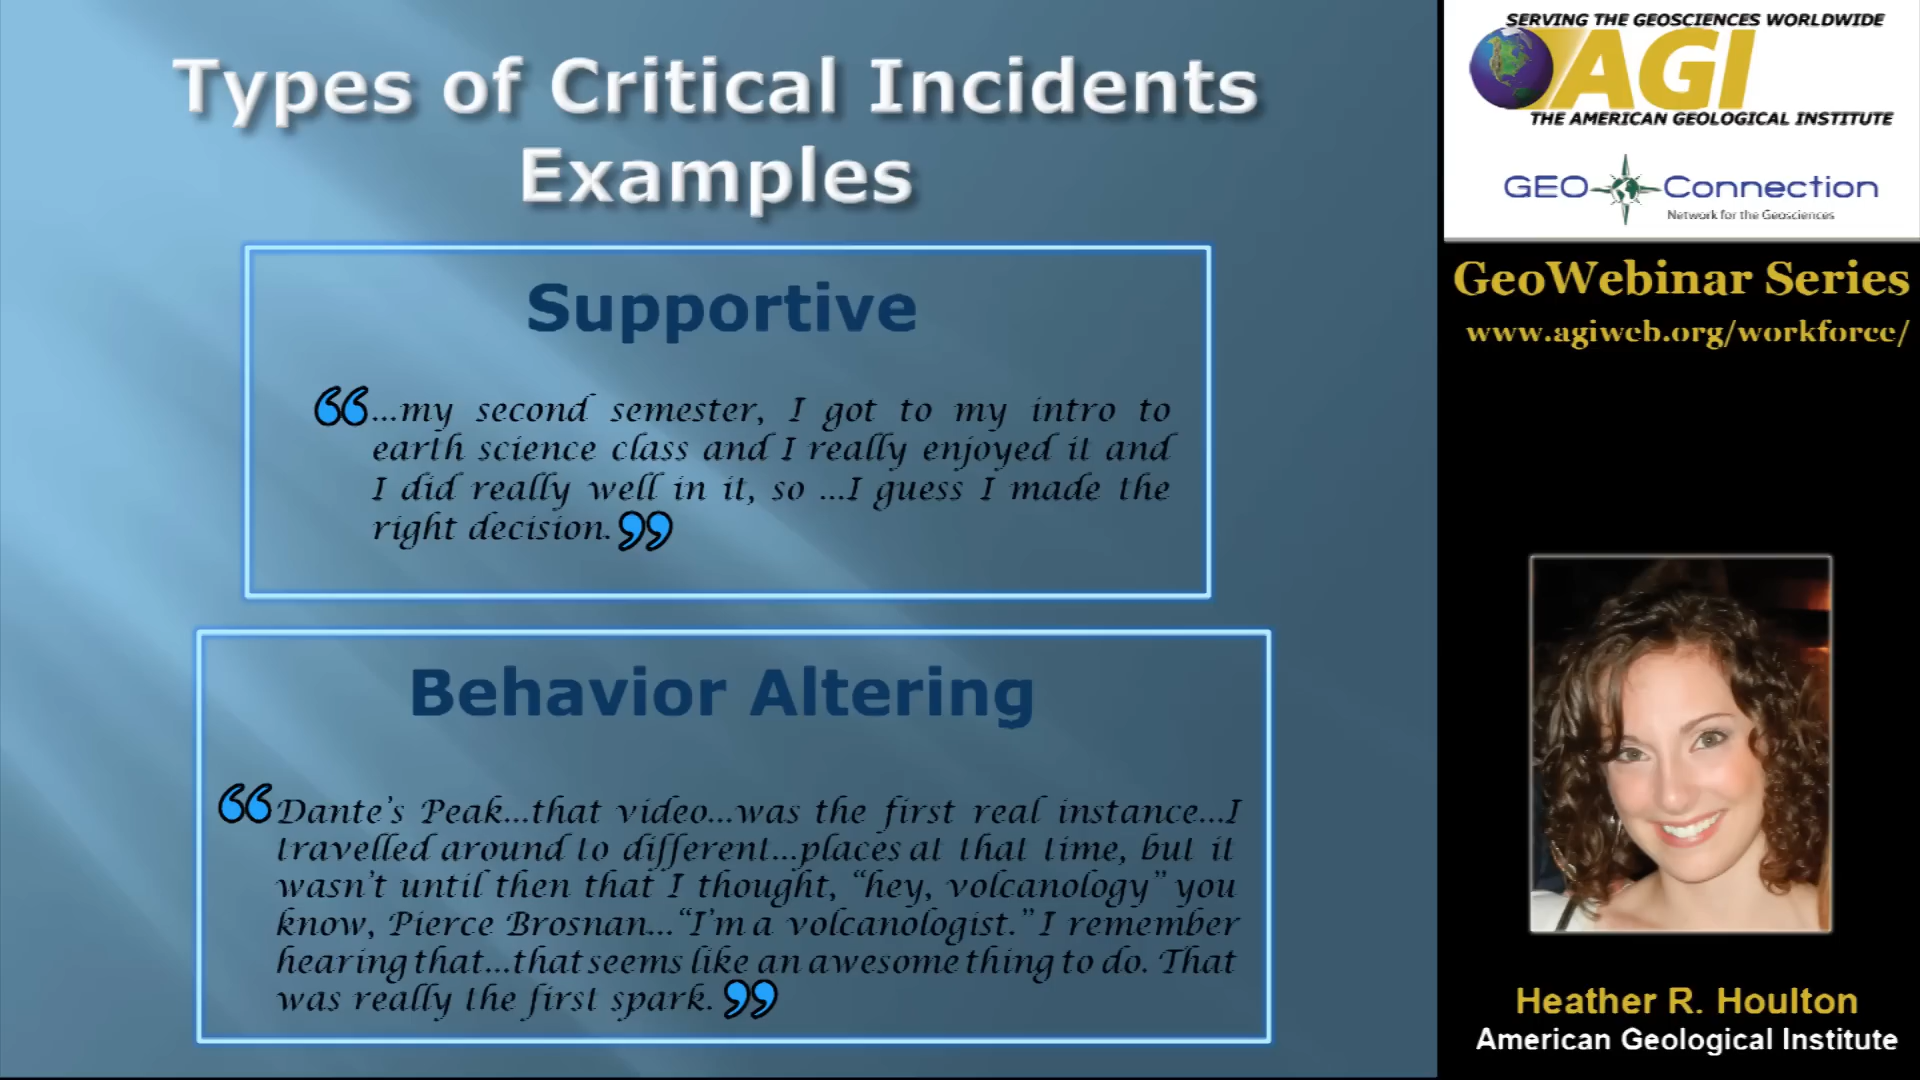 Types of Critical Incidents
Examples
Supportive
“...my second semester, I got to my intro to
earth science class and I really enjoyed it and
I did really well in it, so ...I guess I made the
right decision.”
Behavior Altering
“Dante’s Peak...that video...was the first real instance...I
travelled around to different...places at that time, but it
wasn’t until then that I thought, “hey, volcanology” you
know, Pierce Brosnan...“I’m a volcanologist.” I remember
hearing that...that seems like an awesome thing to do. That
was really the first spark.”
SERVING THE GEOSCIENCES WORLDWIDE
AGI
THE AMERICAN GEOLOGICAL INSTITUTE
GEO Connection
Network for the Geosciences
GeoWebinar Series
www.agiweb.org/workforce/
Heather R. Houlton
American Geological Institute